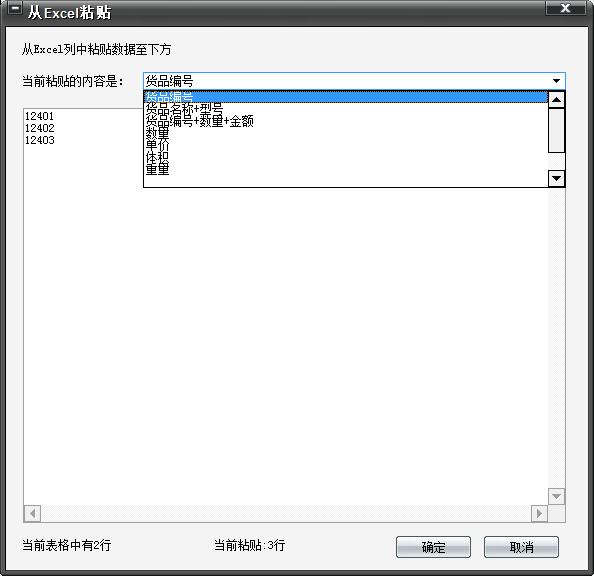 从Excel粘贴
从Excel列中粘贴数据至下方
当前粘贴的内容是： 货品编号
货品编号
货品名称+型号
货品编号+数量+金额
数量
单价
体积
重量
12401
12402
12403
当前表格中有2行 当前粘贴:3行 确定 取消